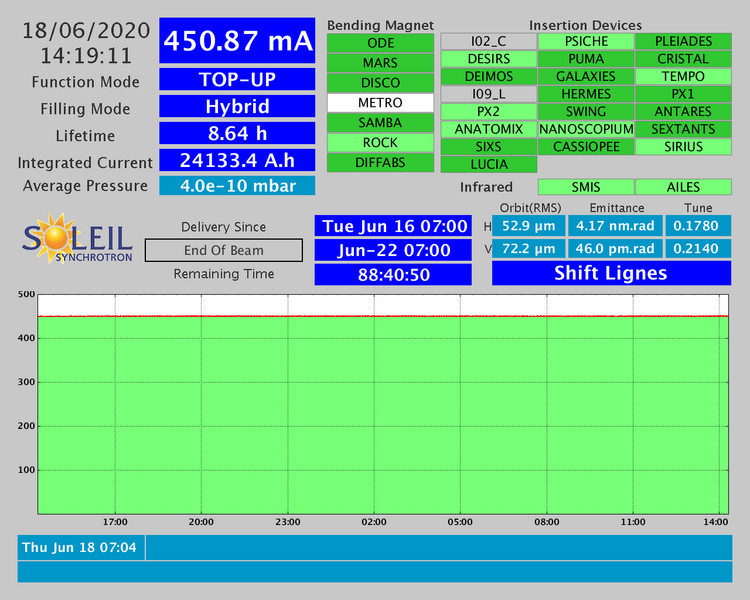 18/06/2020
14:19:11
450.87 mA
Function Mode TOP-UP
Filling Mode Hybrid
Lifetime 8.64 h
Integrated Current 24133.4 A.h
Average Pressure 4.0e-10 mbar
Bending Magnet
ODE
MARS
DISCO
METRO
SAMBA
ROCK
DIFFABS
Insertion Devices
I02_C PSICHE PLEIADES
DESIRS PUMA CRISTAL
DEIMOS GALAXIES TEMPO
I09_L HERMES PX1
PX2 SWING ANTARES
ANATOMIX NANOSCOPIUM SEXTANTS
SIXS CASSIOPEE SIRIUS
LUCIA
Infrared SMIS AILES
SOLEIL
SYNCHROTRON
Delivery Since Tue Jun 16 07:00
End Of Beam Jun-22 07:00
Remaining Time 88:40:50
Orbit(RMS) Emittance Tune
H 52.9 µm 4.17 nm.rad 0.1780
V 72.2 µm 46.0 pm.rad 0.2140
Shift Lignes
500
400
300
200
100
17:00 20:00 23:00 02:00 05:00 08:00 11:00 14:00
Thu Jun 18 07:04